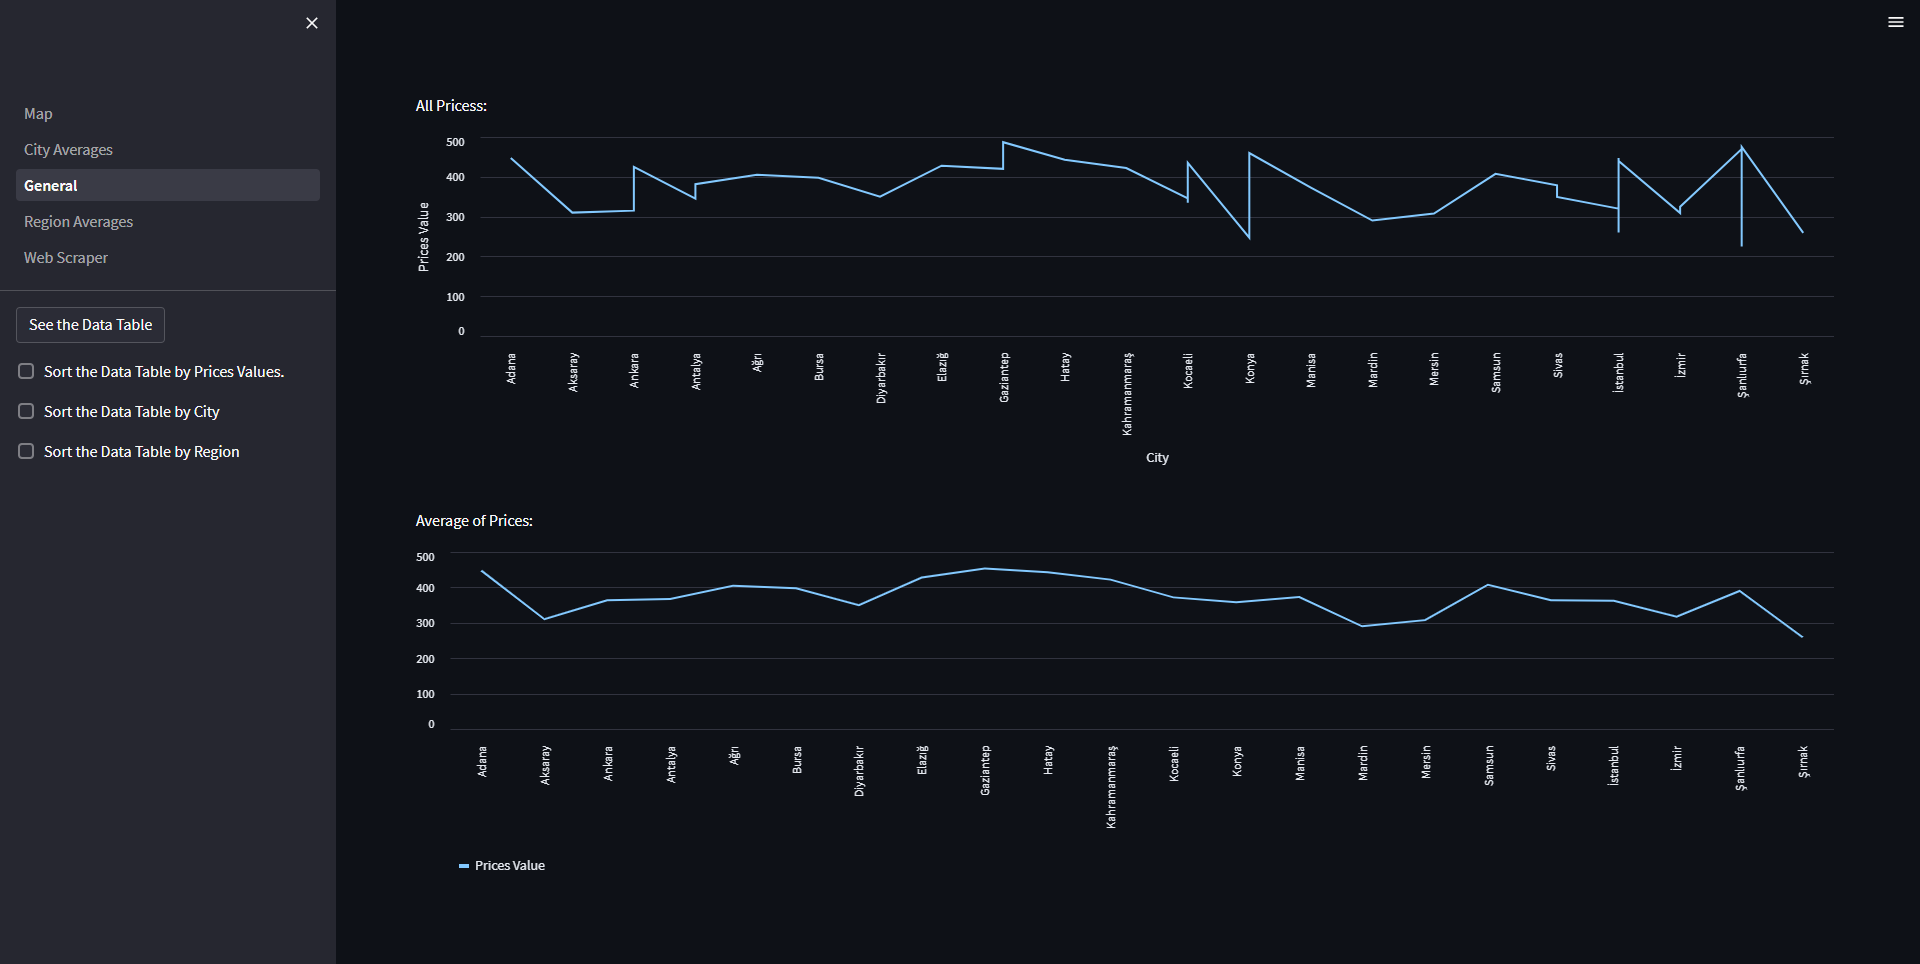 Map
City Averages
General
Region Averages
Web Scraper
See the Data Table
Sort the Data Table by Prices Values.
Sort the Data Table by City
Sort the Data Table by Region
All Pricess:
500
400
300
200
100
0
Prices Value
Adana
Aksaray
Ankara
Antalya
Ağrı
Bursa
Diyarbakır
Elazığ
Gaziantep
Hatay
Kahramanmaraş
Kocaeli
Konya
Manisa
Mardin
Mersin
Samsun
Sivas
İstanbul
İzmir
Şanlıurfa
Şırnak
City
Average of Prices:
500
400
300
200
100
0
Adana
Aksaray
Ankara
Antalya
Ağrı
Bursa
Diyarbakır
Elazığ
Gaziantep
Hatay
Kahramanmaraş
Kocaeli
Konya
Manisa
Mardin
Mersin
Samsun
Sivas
İstanbul
İzmir
Şanlıurfa
Şırnak
Prices Value